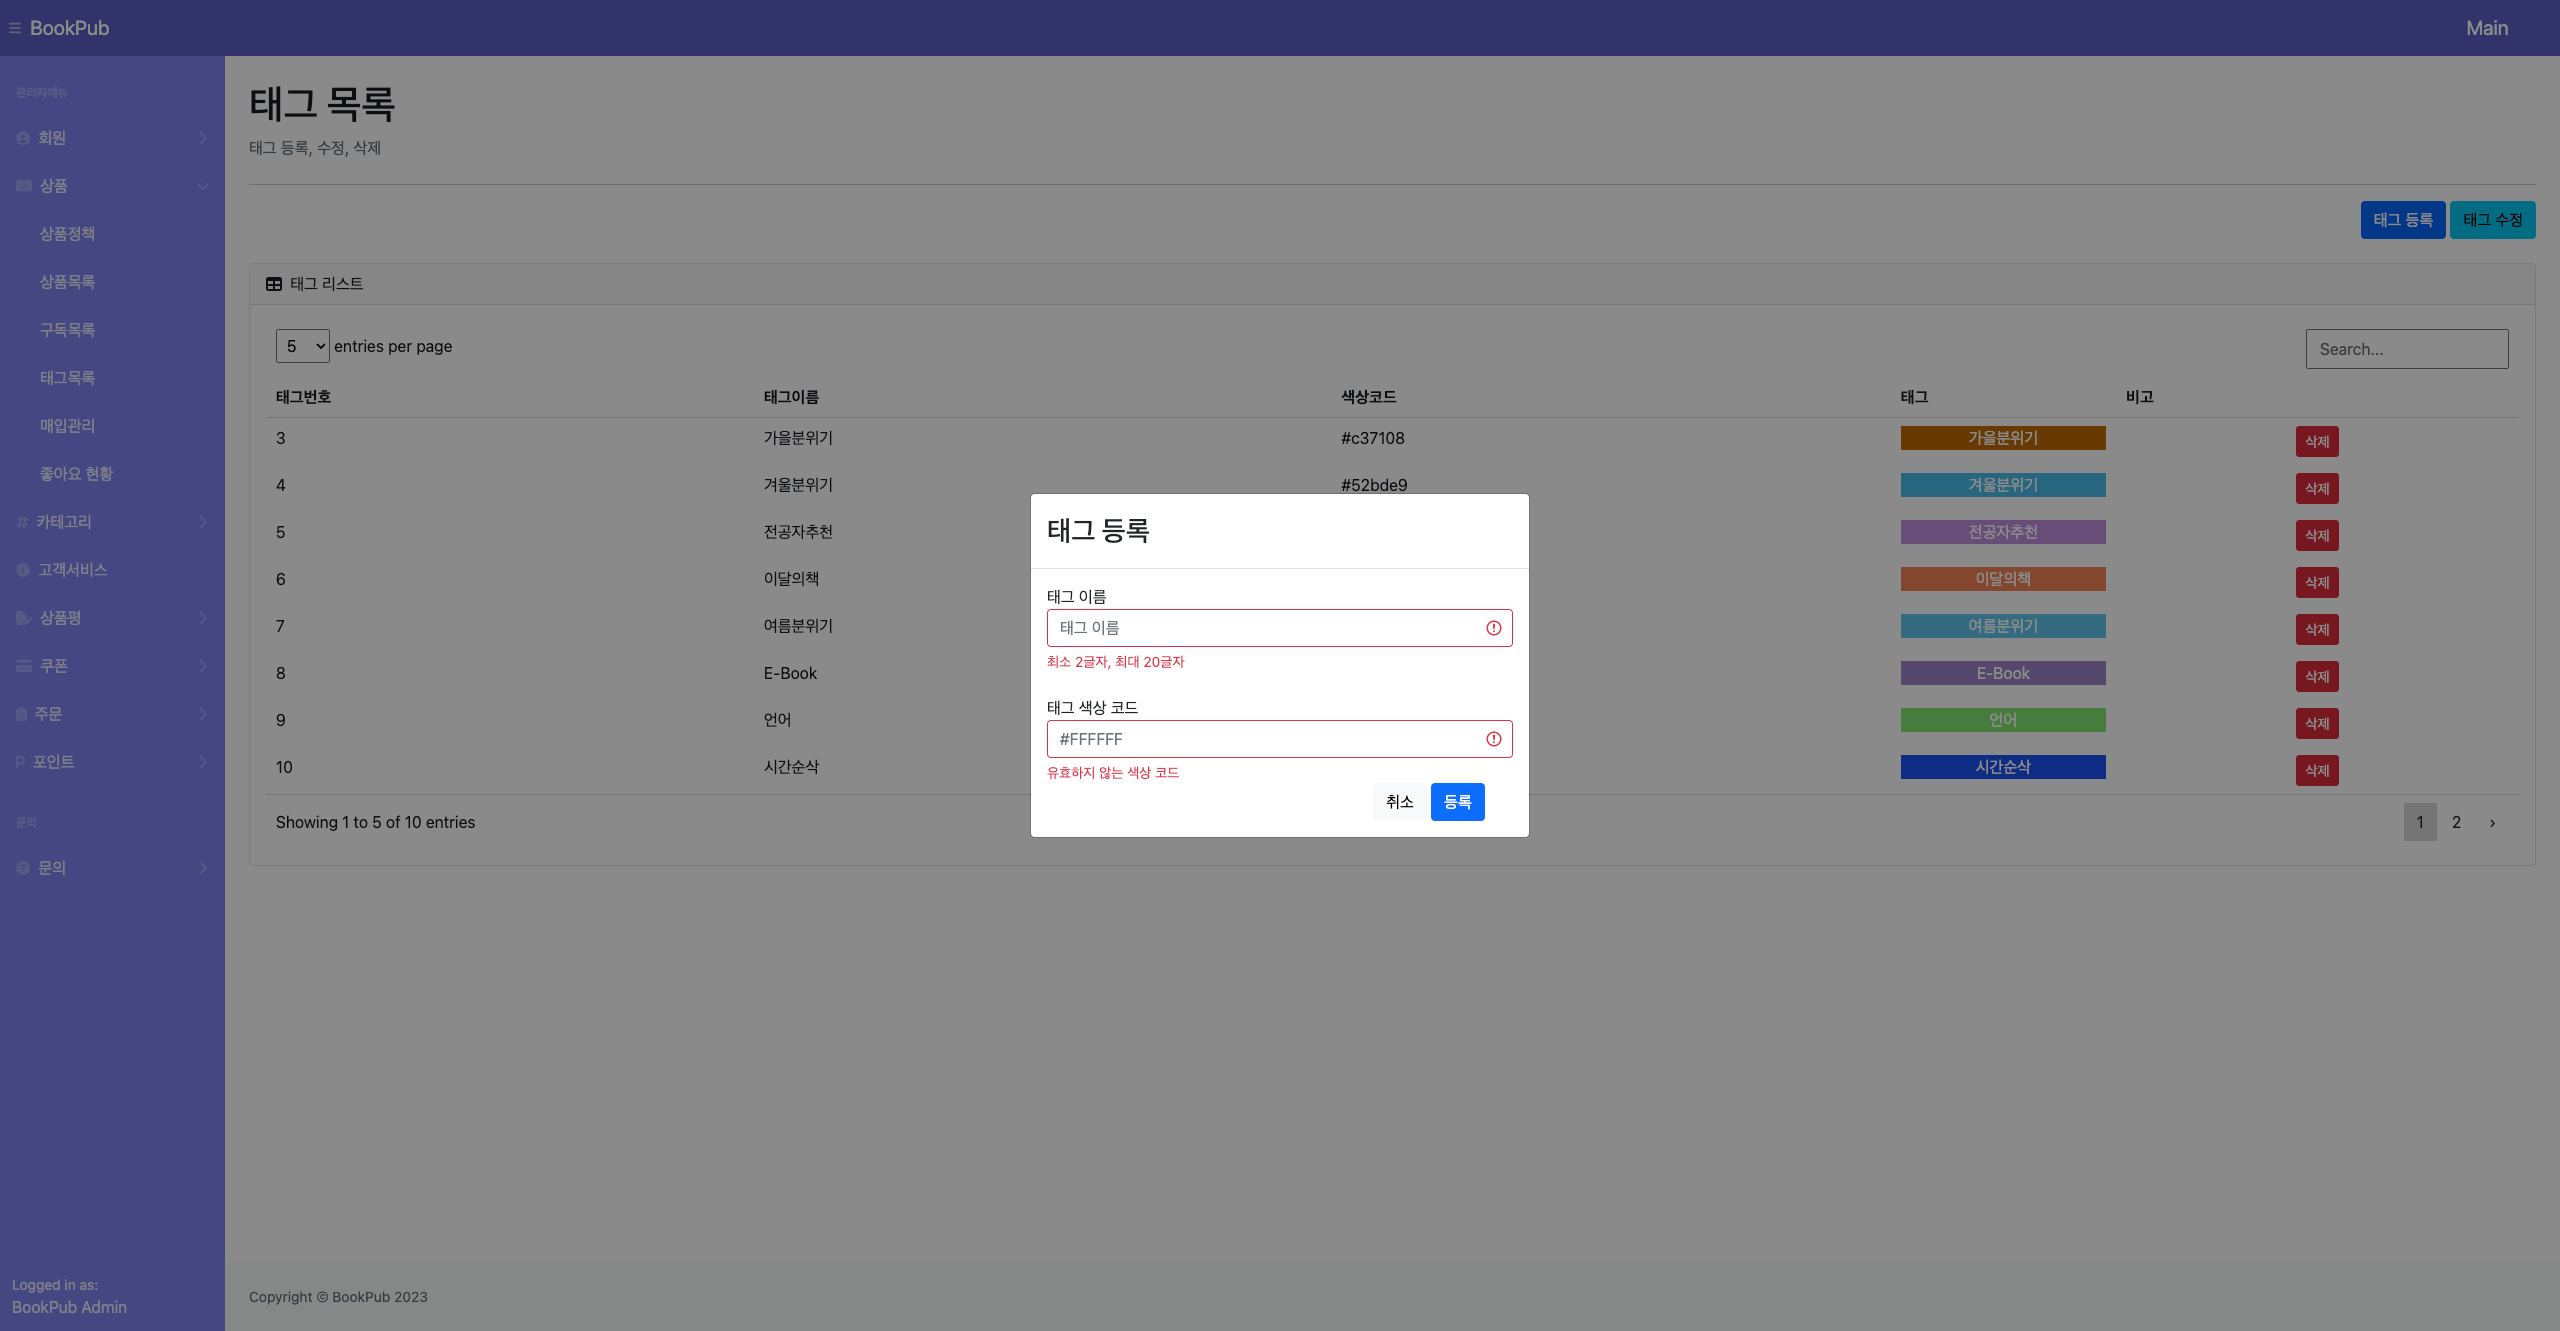 BookPub
Main
관리자메뉴
회원
상품
상품정책
상품목록
구독목록
태그목록
매입관리
좋아요 현황
카테고리
고객서비스
상품평
쿠폰
주문
포인트
문의
문의
Logged in as:
BookPub Admin
태그 목록
태그 등록, 수정, 삭제
태그 등록 태그 수정
태그 리스트
5 entries per page
Search...
태그번호 태그이름 색상코드 태그 비고
3 가을분위기 #c37108 가을분위기 삭제
4 겨울분위기 #52bde9 겨울분위기 삭제
5 전공자추천 전공자추천 삭제
6 이달의책 이달의책 삭제
7 여름분위기 여름분위기 삭제
8 E-Book E-Book 삭제
9 언어 언어 삭제
10 시간순삭 시간순삭 삭제
Showing 1 to 5 of 10 entries
1 2 ›
태그 등록
태그 이름
태그 이름
최소 2글자, 최대 20글자
태그 색상 코드
#FFFFFF
유효하지 않는 색상 코드
취소 등록
Copyright © BookPub 2023